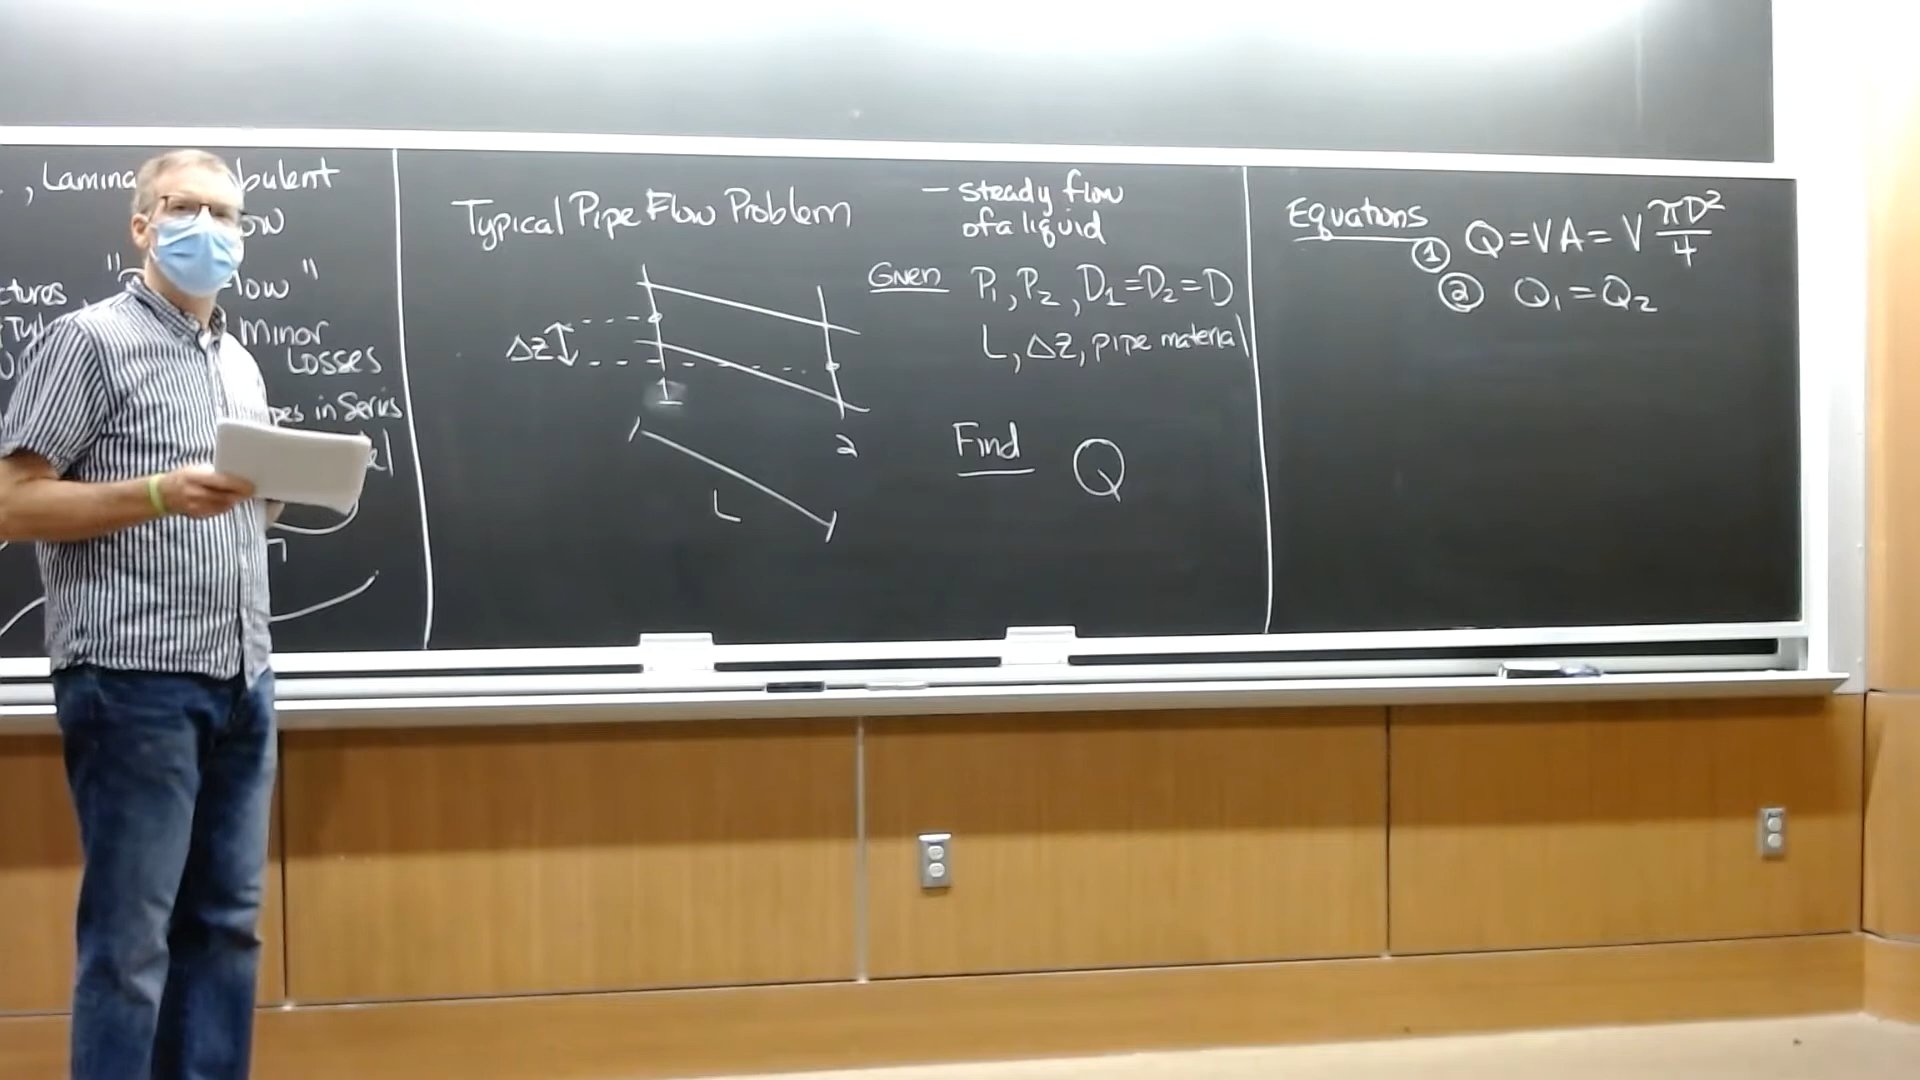 , Lamina bulent
ow
" low "
ctures
Minor
Losses
pes in Series
Typical Pipe Flow Problem
ΔZ
1
2
L
- steady flow
of a liquid
Given P₁, P₂, D₁=D₂=D
L, ΔZ, pipe material
Find Q
Equations
① Q=VA=V πD²/4
② Q₁=Q₂